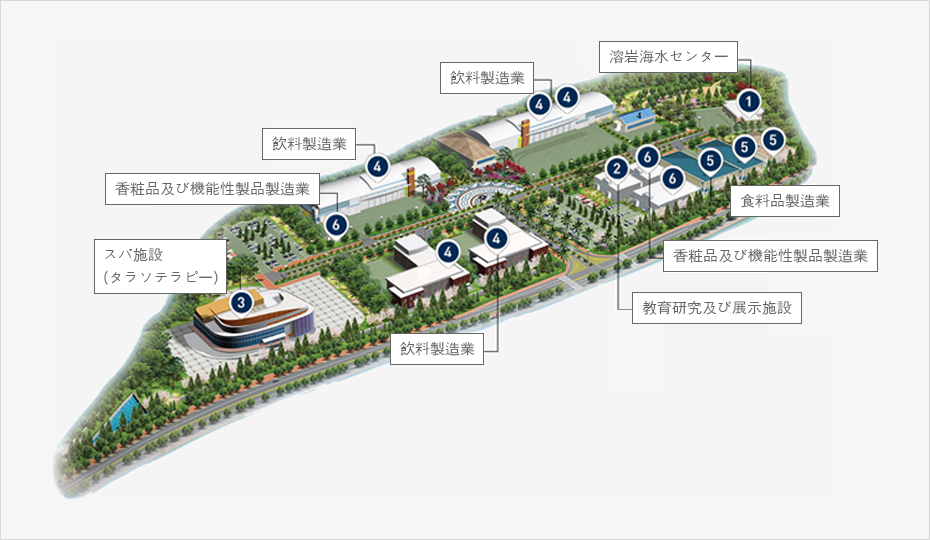 溶岩海水センター
1
飲料製造業
4
4
4
飲料製造業
4
香粧品及び機能性製品製造業
6
2
6
6
5
5
5
食料品製造業
スパ施設
(タラソテラピー)
3
4
4
香粧品及び機能性製品製造業
教育研究及び展示施設
飲料製造業